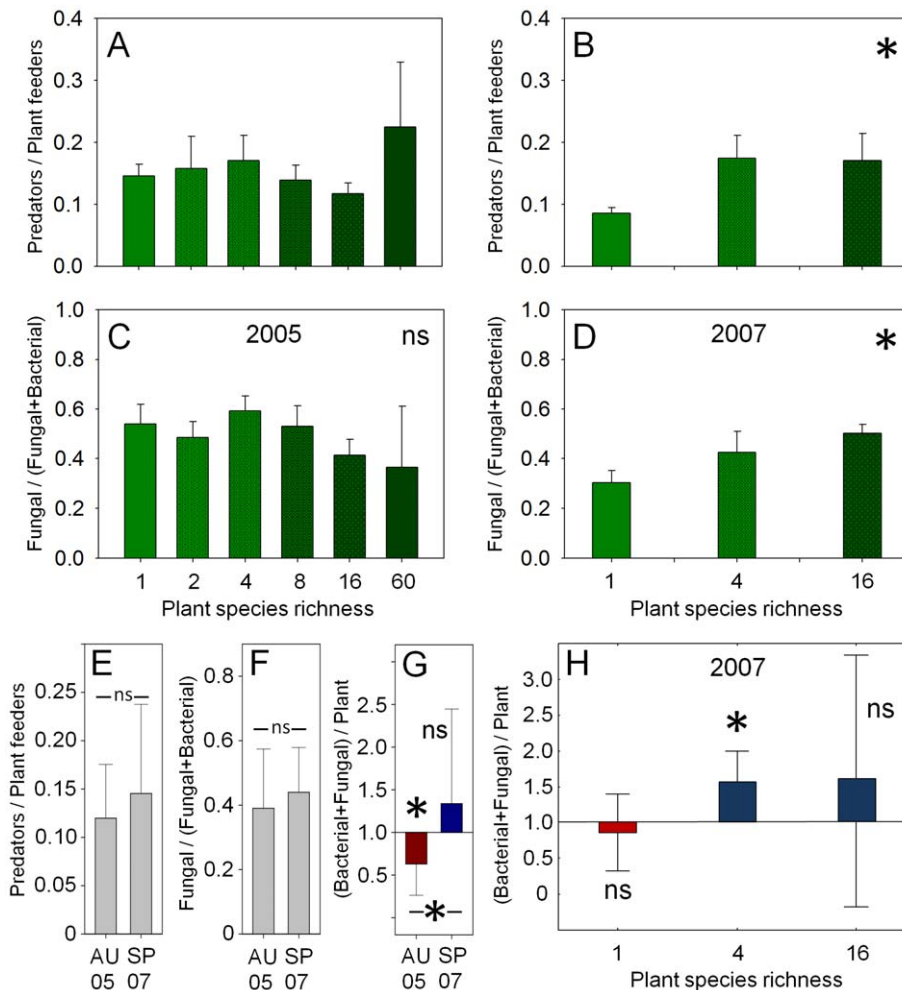 A
Predators / Plant feeders
0.4
0.3
0.2
0.1
0.0
B
*
Predators / Plant feeders
0.4
0.3
0.2
0.1
0.0
C
2005
ns
Fungal / (Fungal+Bacterial)
1.0
0.8
0.6
0.4
0.2
0.0
1 2 4 8 16 60
Plant species richness
D
2007
*
Fungal / (Fungal+Bacterial)
1.0
0.8
0.6
0.4
0.2
0.0
1 4 16
Plant species richness
E
ns
Predators / Plant feeders
0.25
0.20
0.15
0.10
0.05
0
AU SP
05 07
F
ns
Fungal / (Fungal+Bacterial)
0.8
0.6
0.4
0.2
0
AU SP
05 07
G
ns
*
*
(Bacterial+Fungal) / Plant
2.5
2.0
1.5
1.0
0.5
AU SP
05 07
H
2007
*
ns
ns
(Bacterial+Fungal) / Plant
3.0
2.5
2.0
1.5
1.0
0.5
0
1 4 16
Plant species richness